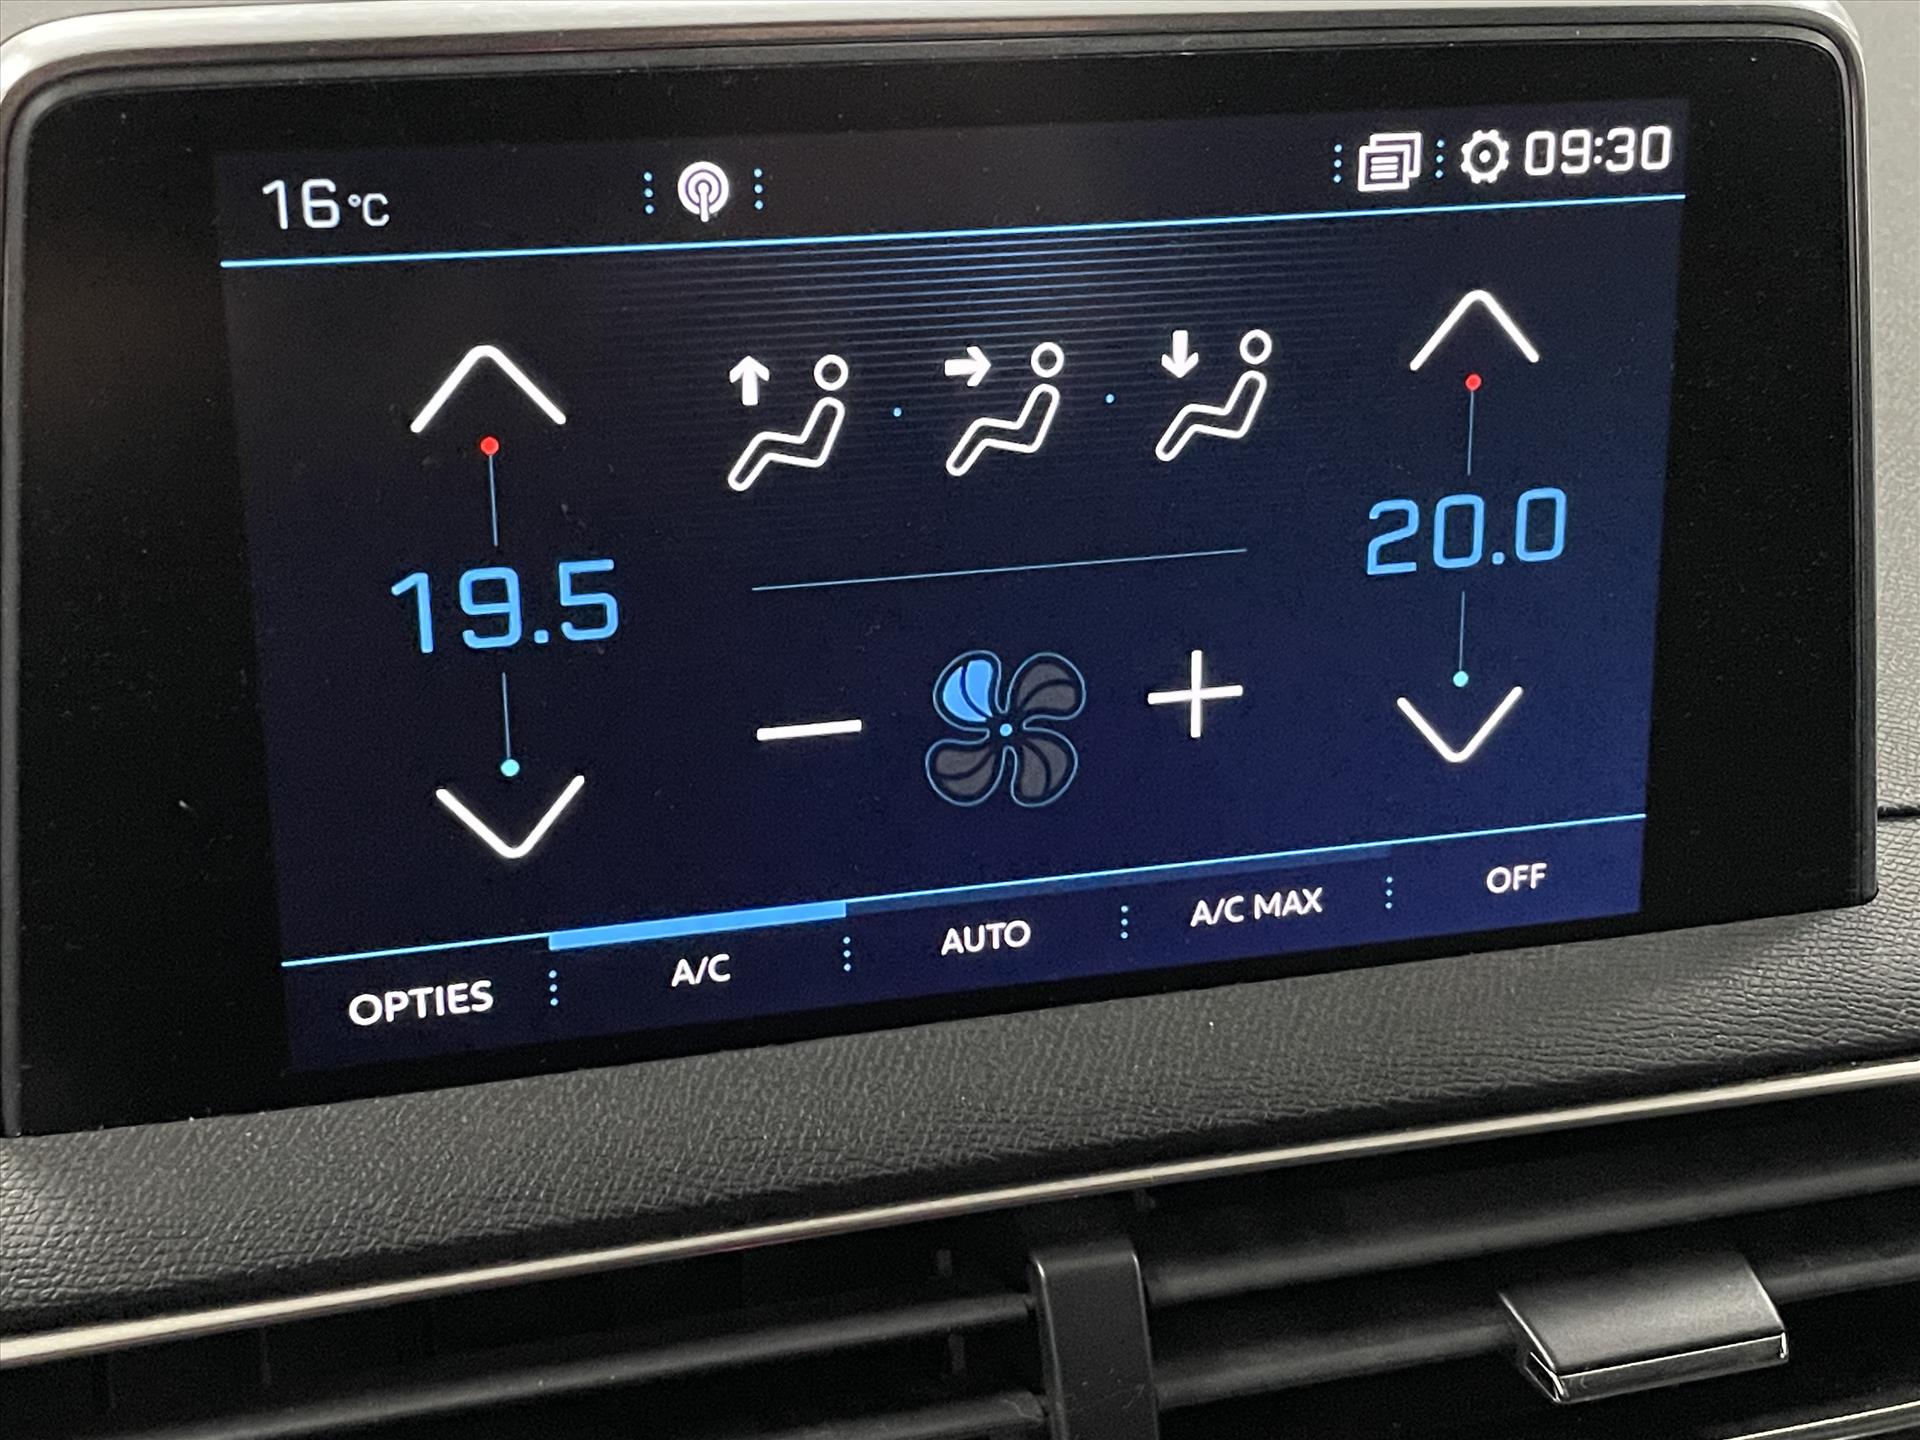 16°C 09:30
19.5 20.0
OPTIES A/C AUTO A/C MAX OFF